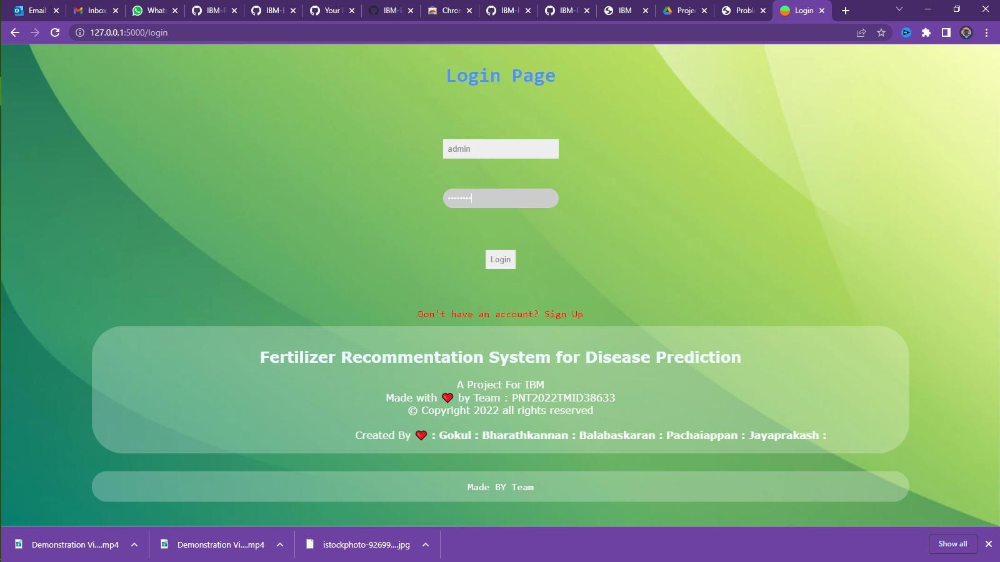 Email
Inbox
Whats
IBM-P
IBM-E
Your
IBM-E
Chron
IBM-P
IBM-P
IBM
Projec
Proble
Login
127.0.0.1:5000/login
Login Page
admin
••••••••
Login
Don't have an account? Sign Up
Fertilizer Recommentation System for Disease Prediction
A Project For IBM
Made with ❤ by Team : PNT2022TMID38633
© Copyright 2022 all rights reserved
Created By ❤ : Gokul : Bharathkannan : Balabaskaran : Pachaiappan : Jayaprakash :
Made BY Team
Demonstration Vi....mp4
Demonstration Vi....mp4
istockphoto-92699....jpg
Show all